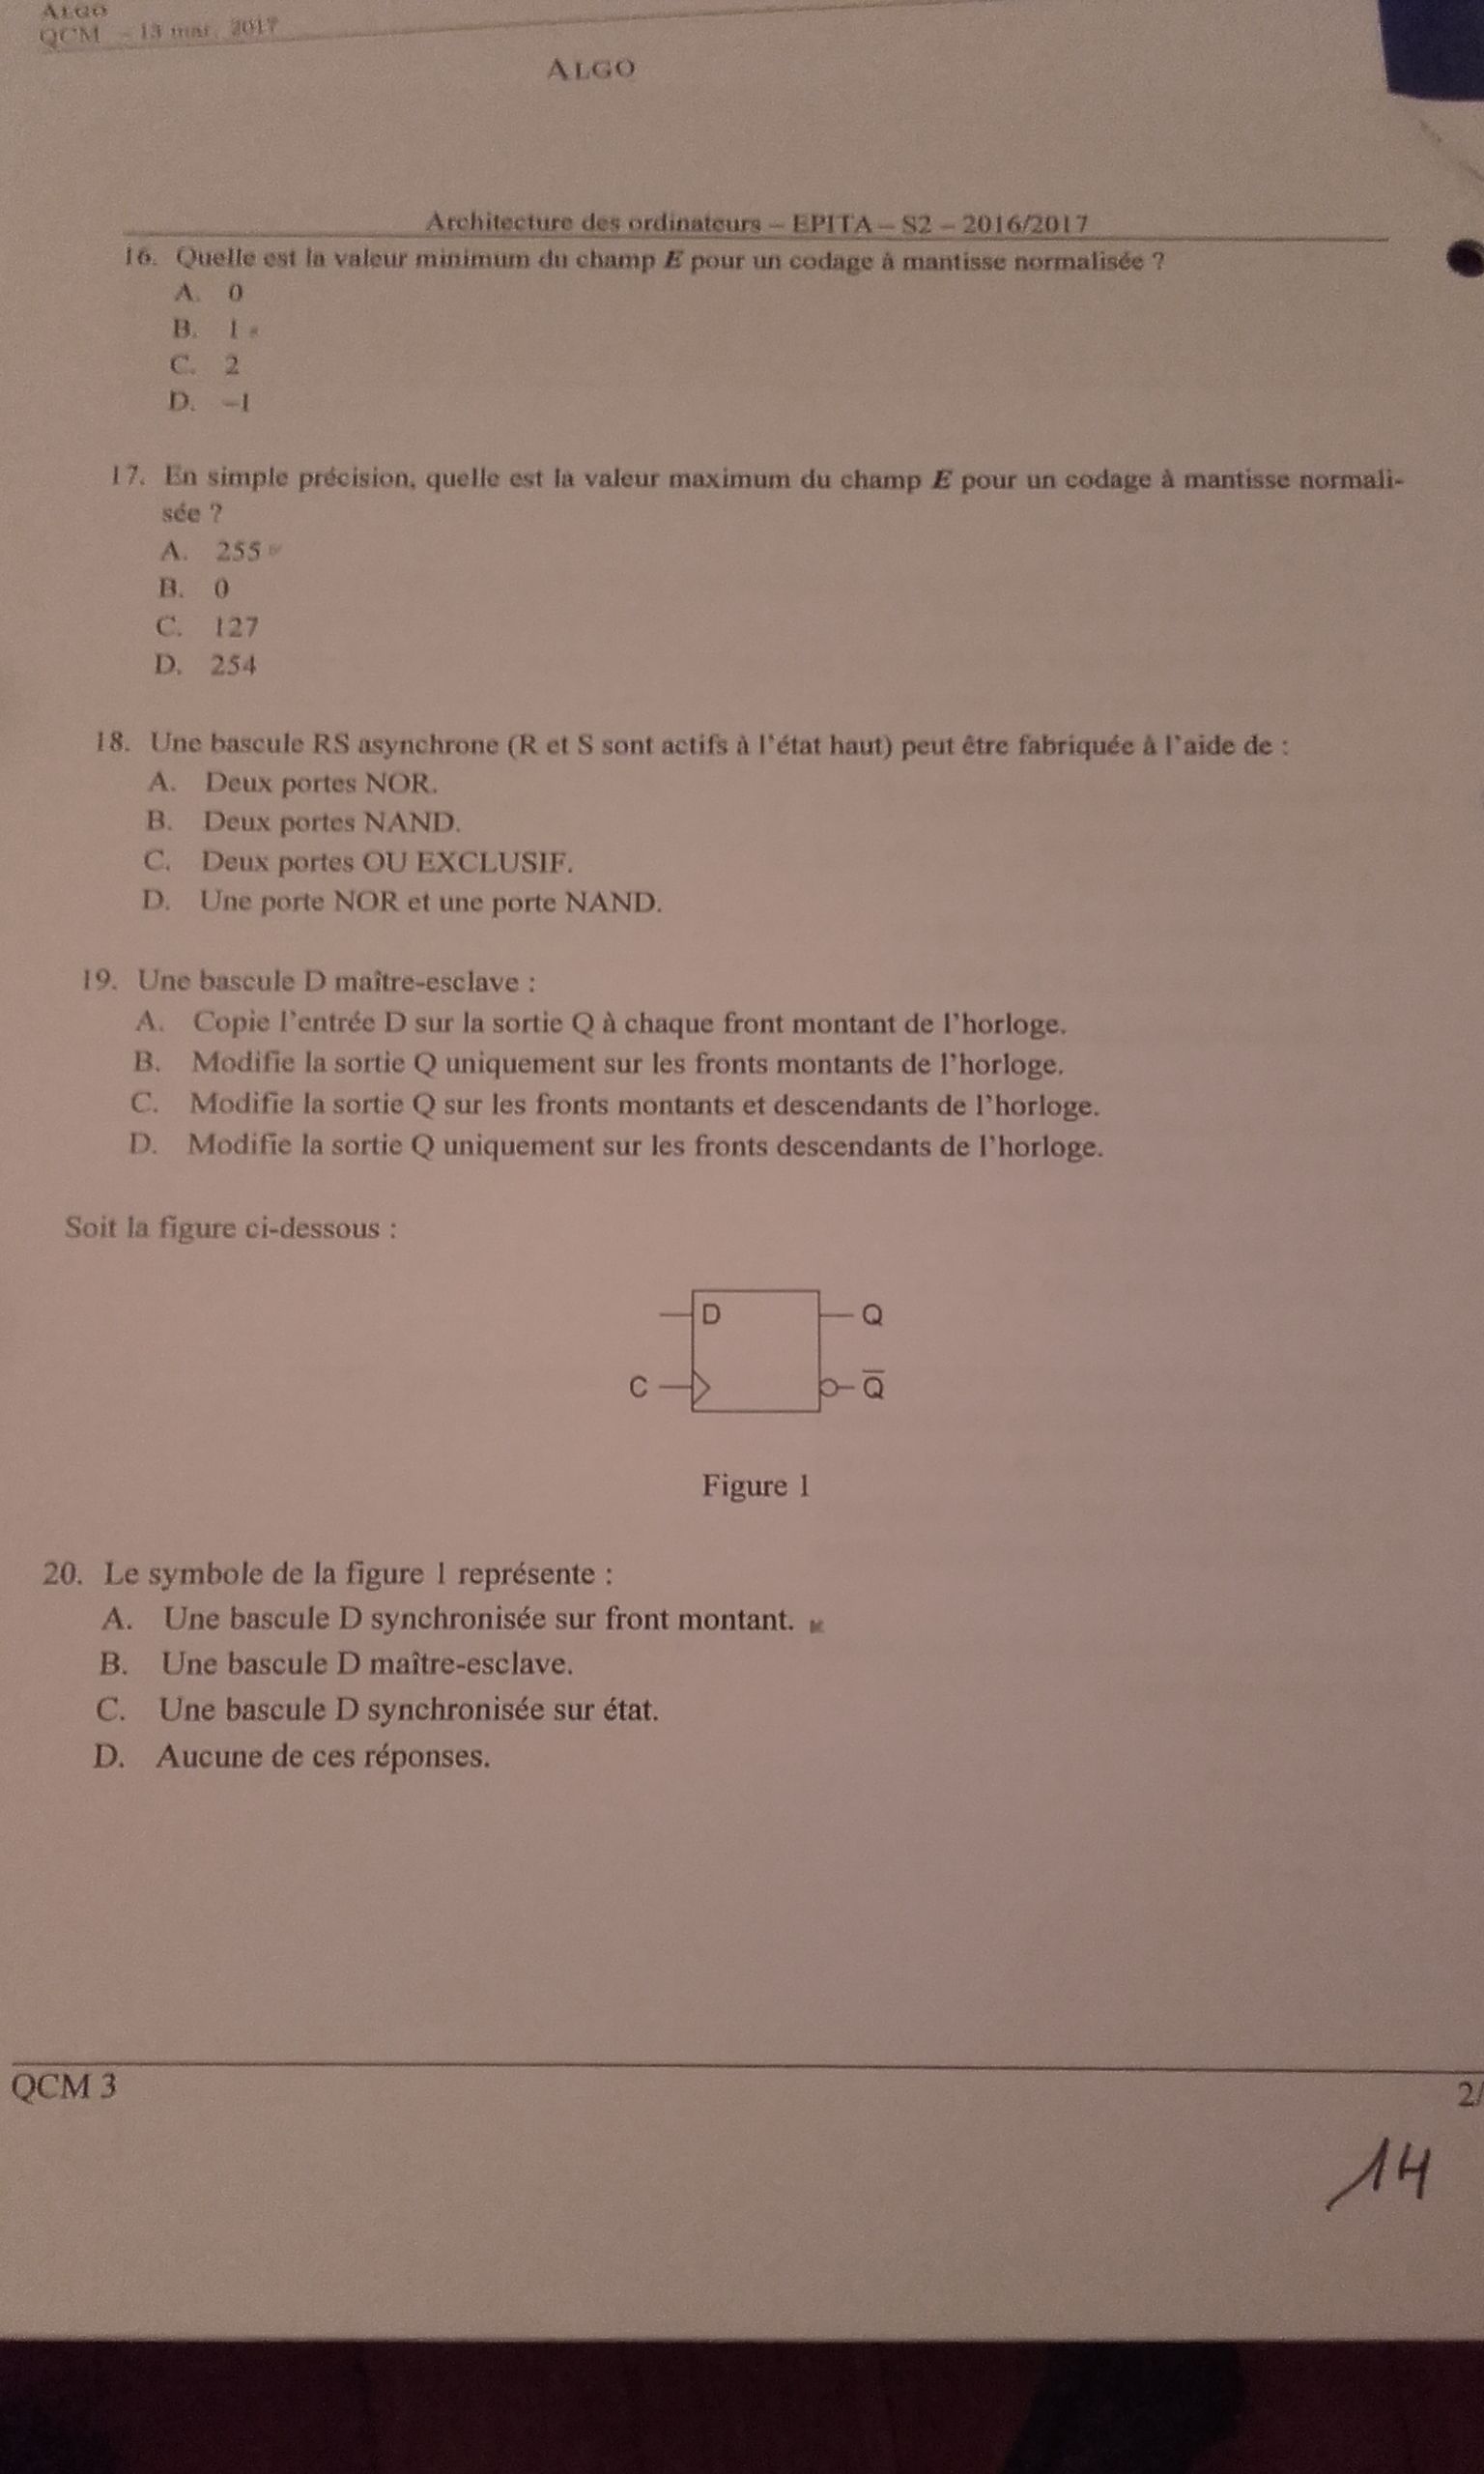 ALGO
QCM – 13 mar. 2017
ALGO
Architecture des ordinateurs – EPITA – S2 – 2016/2017
16. Quelle est la valeur minimum du champ E pour un codage à mantisse normalisée ?
A. 0
B. 1
C. 2
D. –1
17. En simple précision, quelle est la valeur maximum du champ E pour un codage à mantisse normali-
sée ?
A. 255
B. 0
C. 127
D. 254
18. Une bascule RS asynchrone (R et S sont actifs à l'état haut) peut être fabriquée à l'aide de :
A. Deux portes NOR.
B. Deux portes NAND.
C. Deux portes OU EXCLUSIF.
D. Une porte NOR et une porte NAND.
19. Une bascule D maître-esclave :
A. Copie l'entrée D sur la sortie Q à chaque front montant de l'horloge.
B. Modifie la sortie Q uniquement sur les fronts montants de l'horloge.
C. Modifie la sortie Q sur les fronts montants et descendants de l'horloge.
D. Modifie la sortie Q uniquement sur les fronts descendants de l'horloge.
Soit la figure ci-dessous :
D Q
C Q̅
Figure 1
20. Le symbole de la figure 1 représente :
A. Une bascule D synchronisée sur front montant.
B. Une bascule D maître-esclave.
C. Une bascule D synchronisée sur état.
D. Aucune de ces réponses.
QCM 3
2/
14